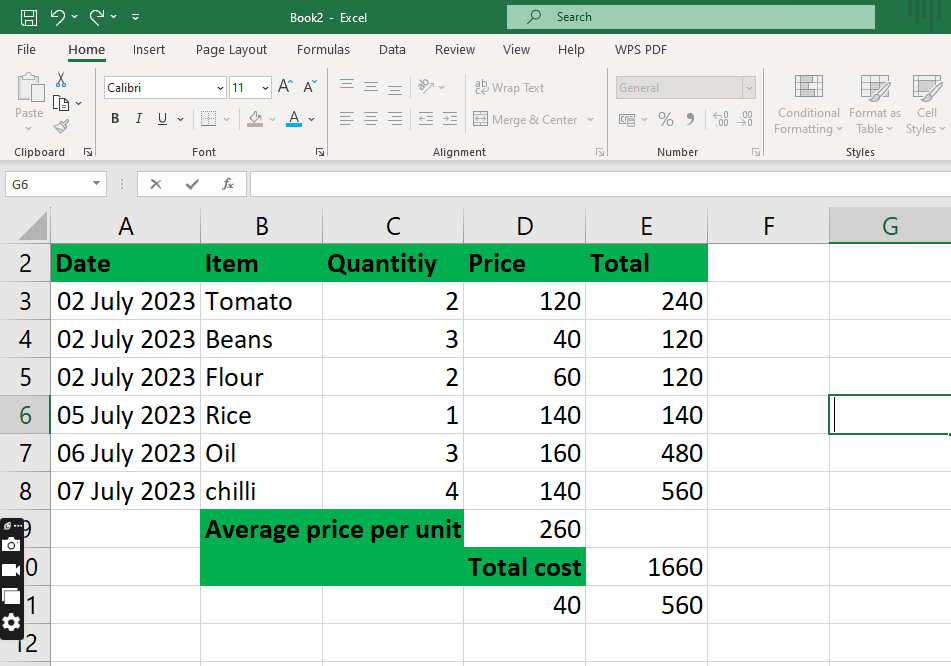 Book2 - Excel
Search
File Home Insert Page Layout Formulas Data Review View Help WPS PDF
Calibri 11 A A ab Wrap Text General
Paste B I U A Merge & Center % Conditional Formatting Format as Table Cell Styles
Clipboard Font Alignment Number Styles
G6 fx
A B C D E F G
2 Date Item Quantitiy Price Total
3 02 July 2023 Tomato 2 120 240
4 02 July 2023 Beans 3 40 120
5 02 July 2023 Flour 2 60 120
6 05 July 2023 Rice 1 140 140
7 06 July 2023 Oil 3 160 480
8 07 July 2023 chilli 4 140 560
9 Average price per unit 260
0 Total cost 1660
1 40 560
12